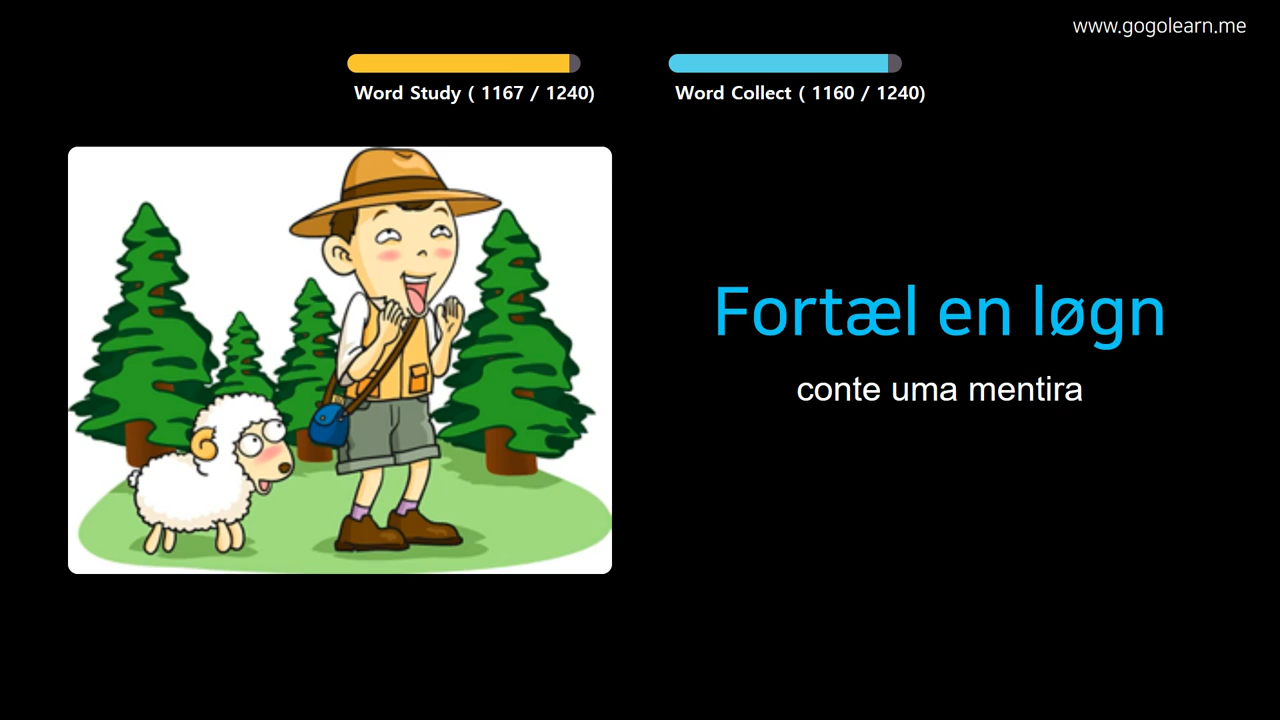 www.gogolearn.me
Word Study ( 1167 / 1240)
Word Collect ( 1160 / 1240)
Fortæl en løgn
conte uma mentira